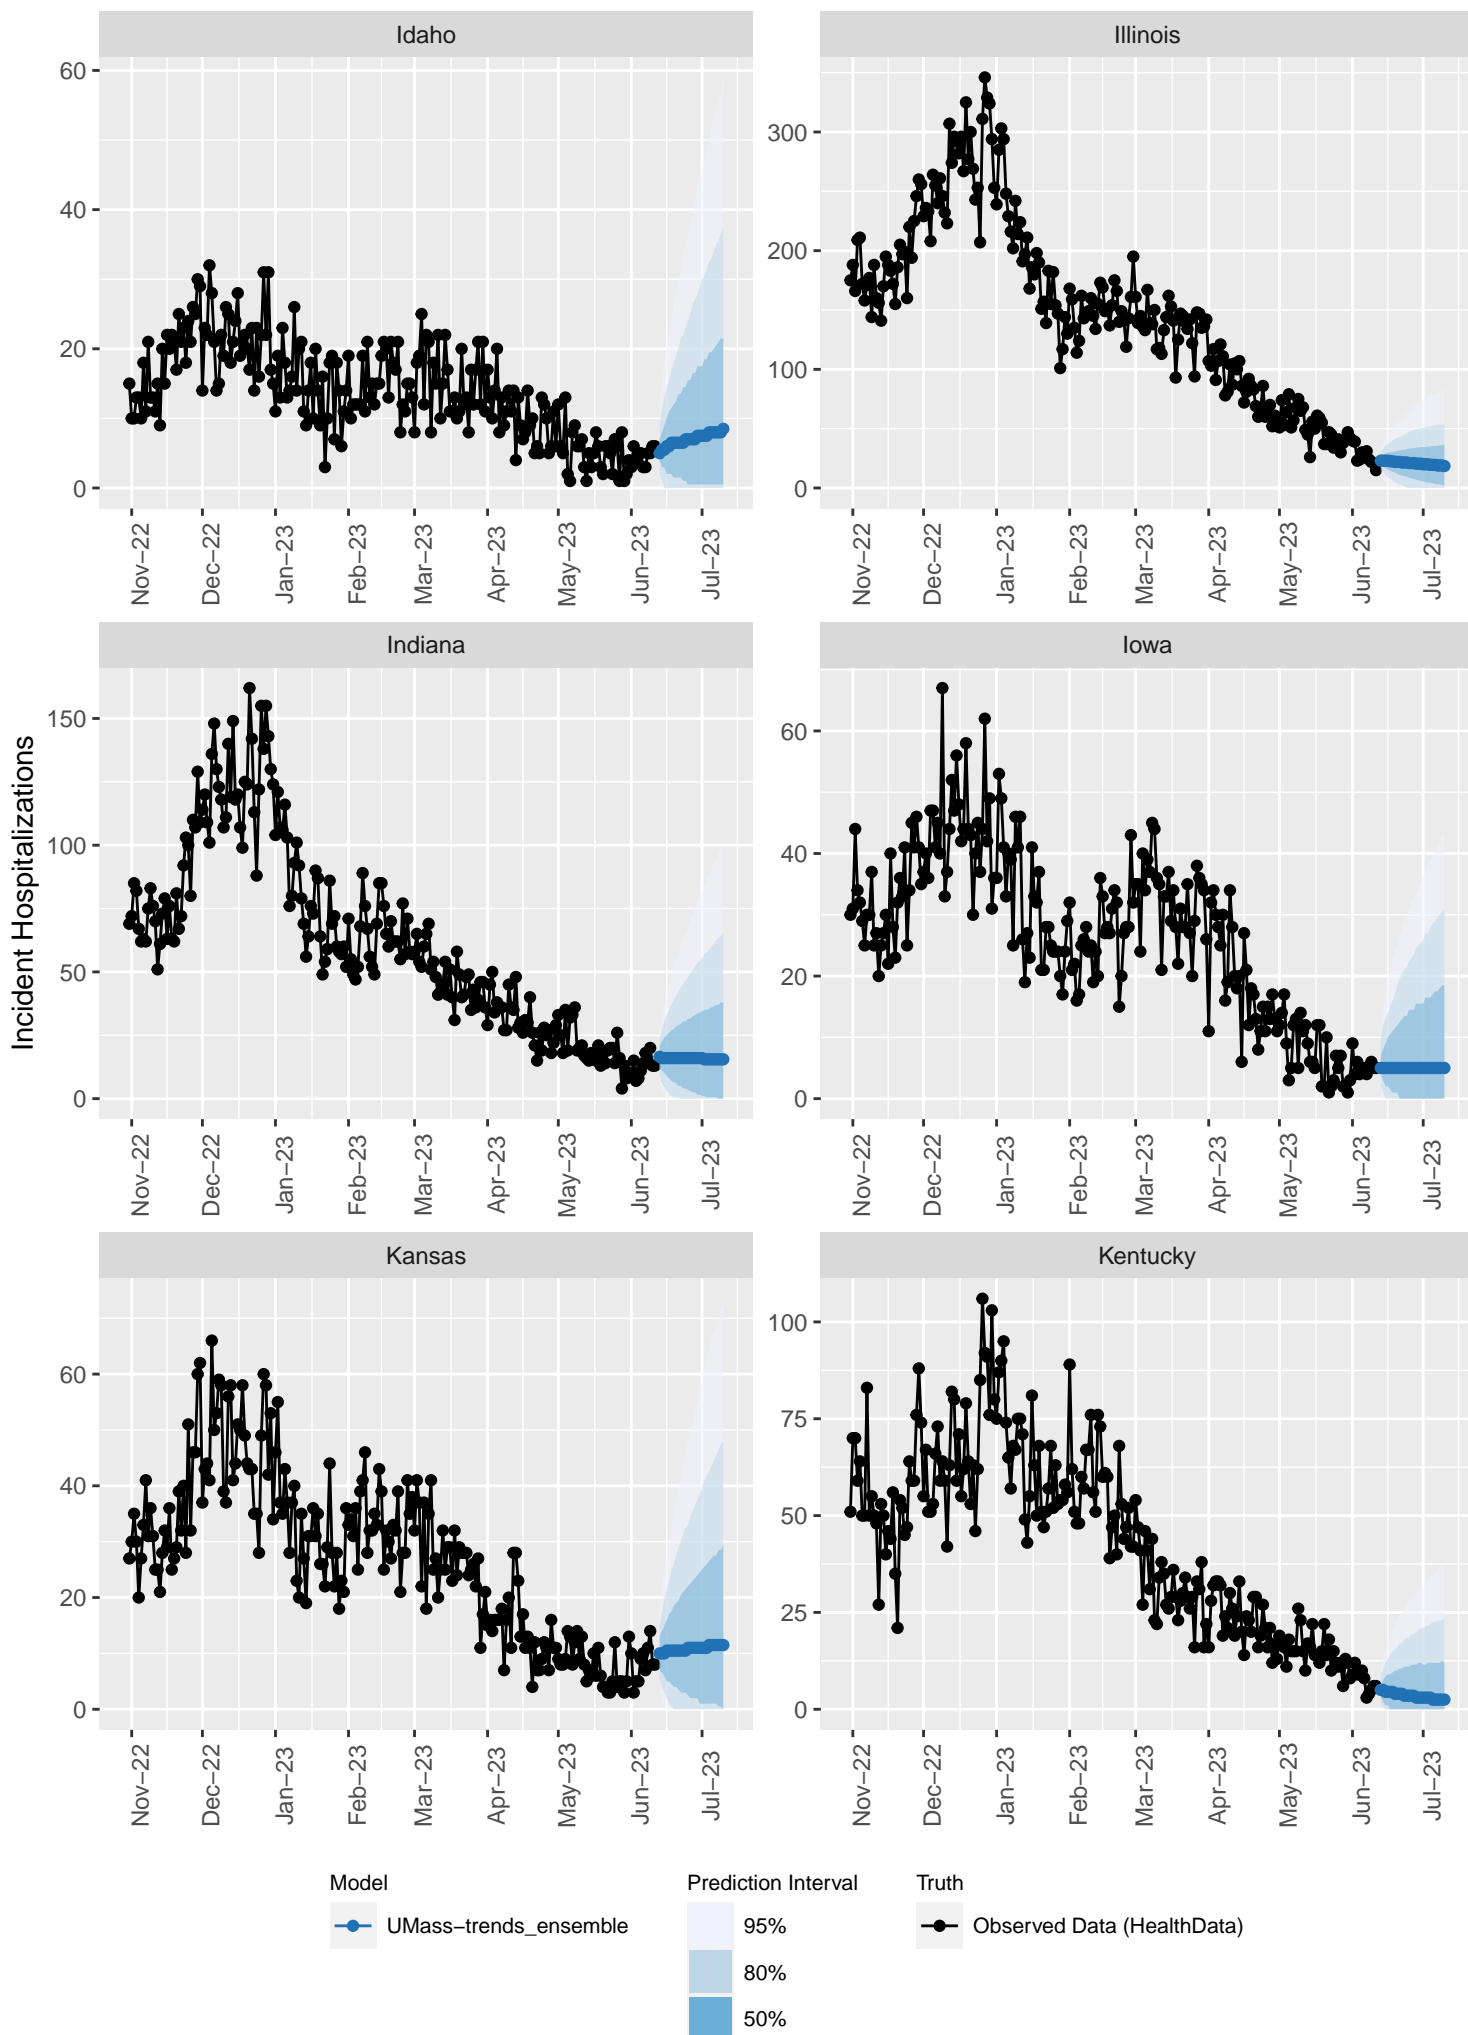 Idaho
Illinois
60
40
20
0
300
200
100
0
Nov−22
Dec−22
Jan−23
Feb−23
Mar−23
Apr−23
May−23
Jun−23
Jul−23
Nov−22
Dec−22
Jan−23
Feb−23
Mar−23
Apr−23
May−23
Jun−23
Jul−23
Incident Hospitalizations
Indiana
Iowa
150
100
50
0
60
40
20
0
Nov−22
Dec−22
Jan−23
Feb−23
Mar−23
Apr−23
May−23
Jun−23
Jul−23
Nov−22
Dec−22
Jan−23
Feb−23
Mar−23
Apr−23
May−23
Jun−23
Jul−23
Kansas
Kentucky
60
40
20
0
100
75
50
25
0
Nov−22
Dec−22
Jan−23
Feb−23
Mar−23
Apr−23
May−23
Jun−23
Jul−23
Nov−22
Dec−22
Jan−23
Feb−23
Mar−23
Apr−23
May−23
Jun−23
Jul−23
Model
UMass−trends_ensemble
Prediction Interval
95%
80%
50%
Truth
Observed Data (HealthData)